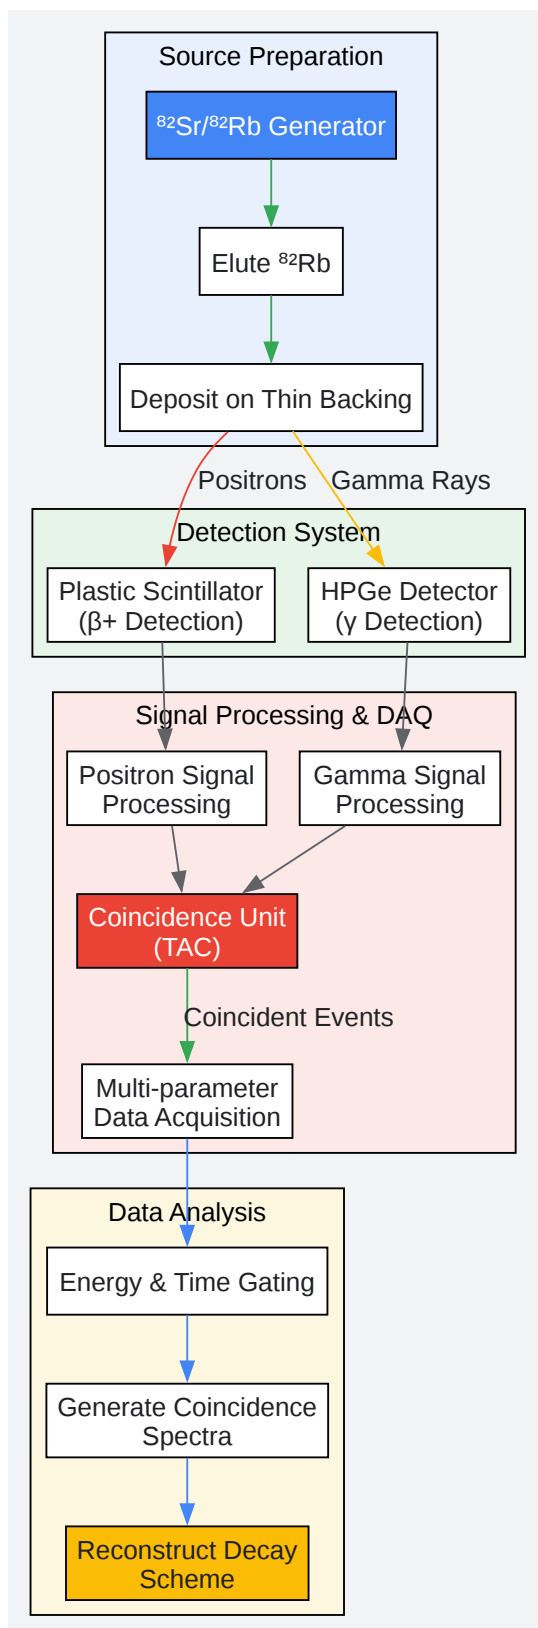 Source Preparation
⁸²Sr/⁸²Rb Generator
Elute ⁸²Rb
Deposit on Thin Backing
Positrons
Gamma Rays
Detection System
Plastic Scintillator
(β+ Detection)
HPGe Detector
(γ Detection)
Signal Processing & DAQ
Positron Signal
Processing
Gamma Signal
Processing
Coincidence Unit
(TAC)
Coincident Events
Multi-parameter
Data Acquisition
Data Analysis
Energy & Time Gating
Generate Coincidence
Spectra
Reconstruct Decay
Scheme